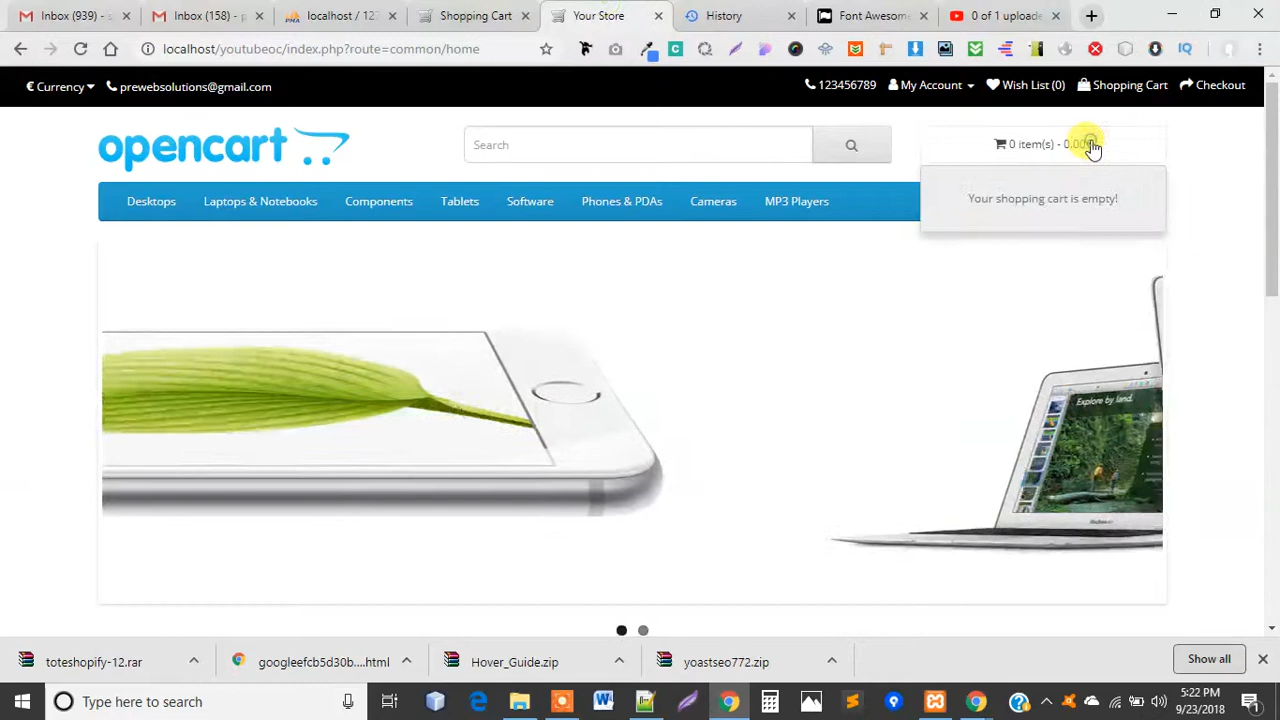 Inbox (939) - s
Inbox (158) - p
localhost / 127
Shopping Cart
Your Store
History
Font Awesome
0 of 1 uploade
localhost/youtubeoc/index.php?route=common/home
€ Currency
prewebsolutions@gmail.com
123456789
My Account
Wish List (0)
Shopping Cart
Checkout
opencart
Search
0 item(s) - 0.00
Your shopping cart is empty!
Desktops
Laptops & Notebooks
Components
Tablets
Software
Phones & PDAs
Cameras
MP3 Players
Explore by land.
toteshopify-12.rar
googleefcb5d30b....html
Hover_Guide.zip
yoastseo772.zip
Show all
Type here to search
5:22 PM
9/23/2018